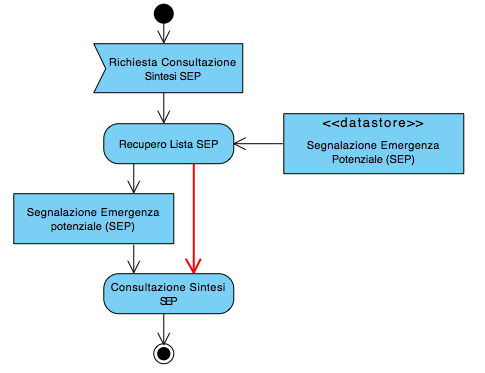 Richiesta Consultazione
Sintesi SEP
Recupero Lista SEP
<<datastore>>
Segnalazione Emergenza
Potenziale (SEP)
Segnalazione Emergenza
potenziale (SEP)
Consultazione Sintesi
SEP